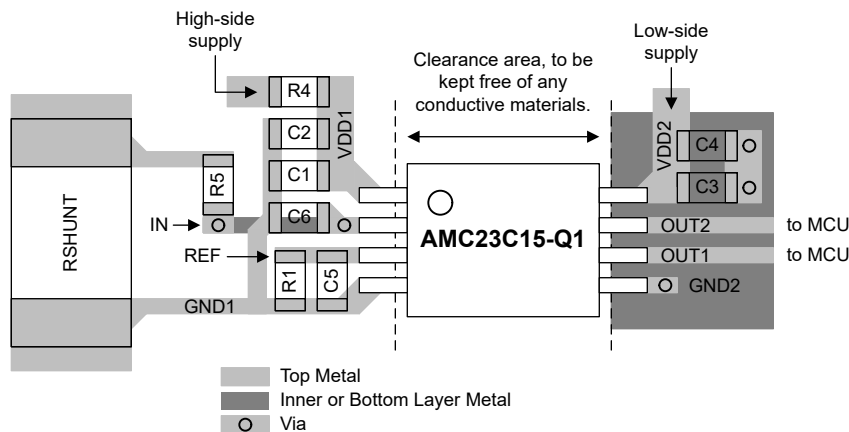 High-side
supply
Low-side
supply
Clearance area, to be
kept free of any
conductive materials.
R4
C2
VDD1
C1
R5
C6
IN
REF
RSHUNT
R1
C5
GND1
AMC23C15-Q1
VDD2
C4
C3
OUT2
to MCU
OUT1
to MCU
GND2
Top Metal
Inner or Bottom Layer Metal
Via